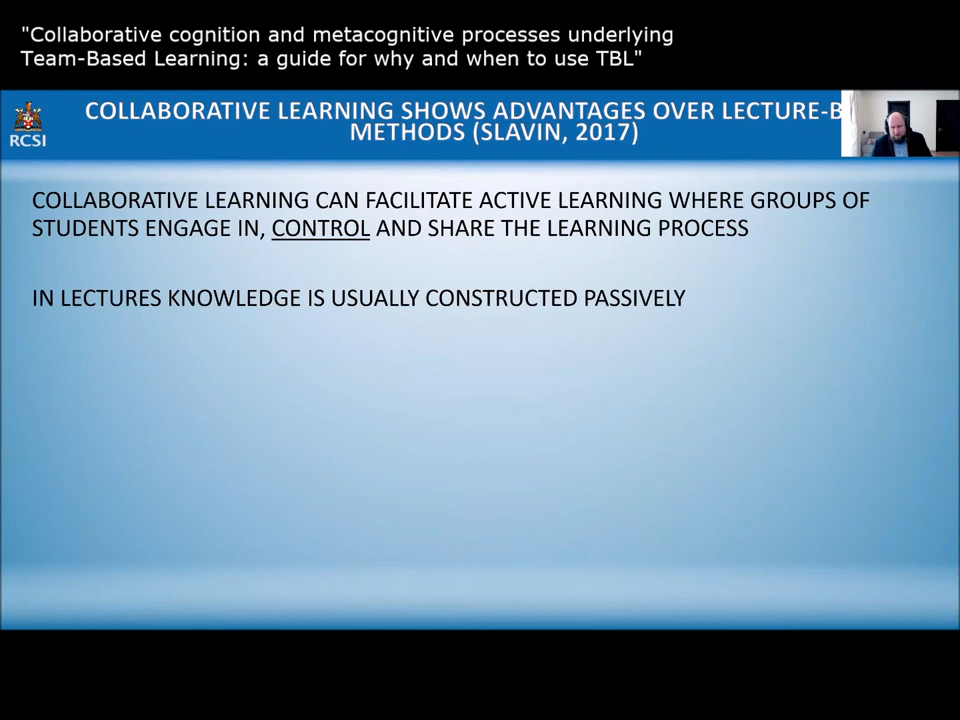 "Collaborative cognition and metacognitive processes underlying
Team-Based Learning: a guide for why and when to use TBL"
COLLABORATIVE LEARNING SHOWS ADVANTAGES OVER LECTURE-B
METHODS (SLAVIN, 2017)
RCSI
COLLABORATIVE LEARNING CAN FACILITATE ACTIVE LEARNING WHERE GROUPS OF
STUDENTS ENGAGE IN, CONTROL AND SHARE THE LEARNING PROCESS
IN LECTURES KNOWLEDGE IS USUALLY CONSTRUCTED PASSIVELY